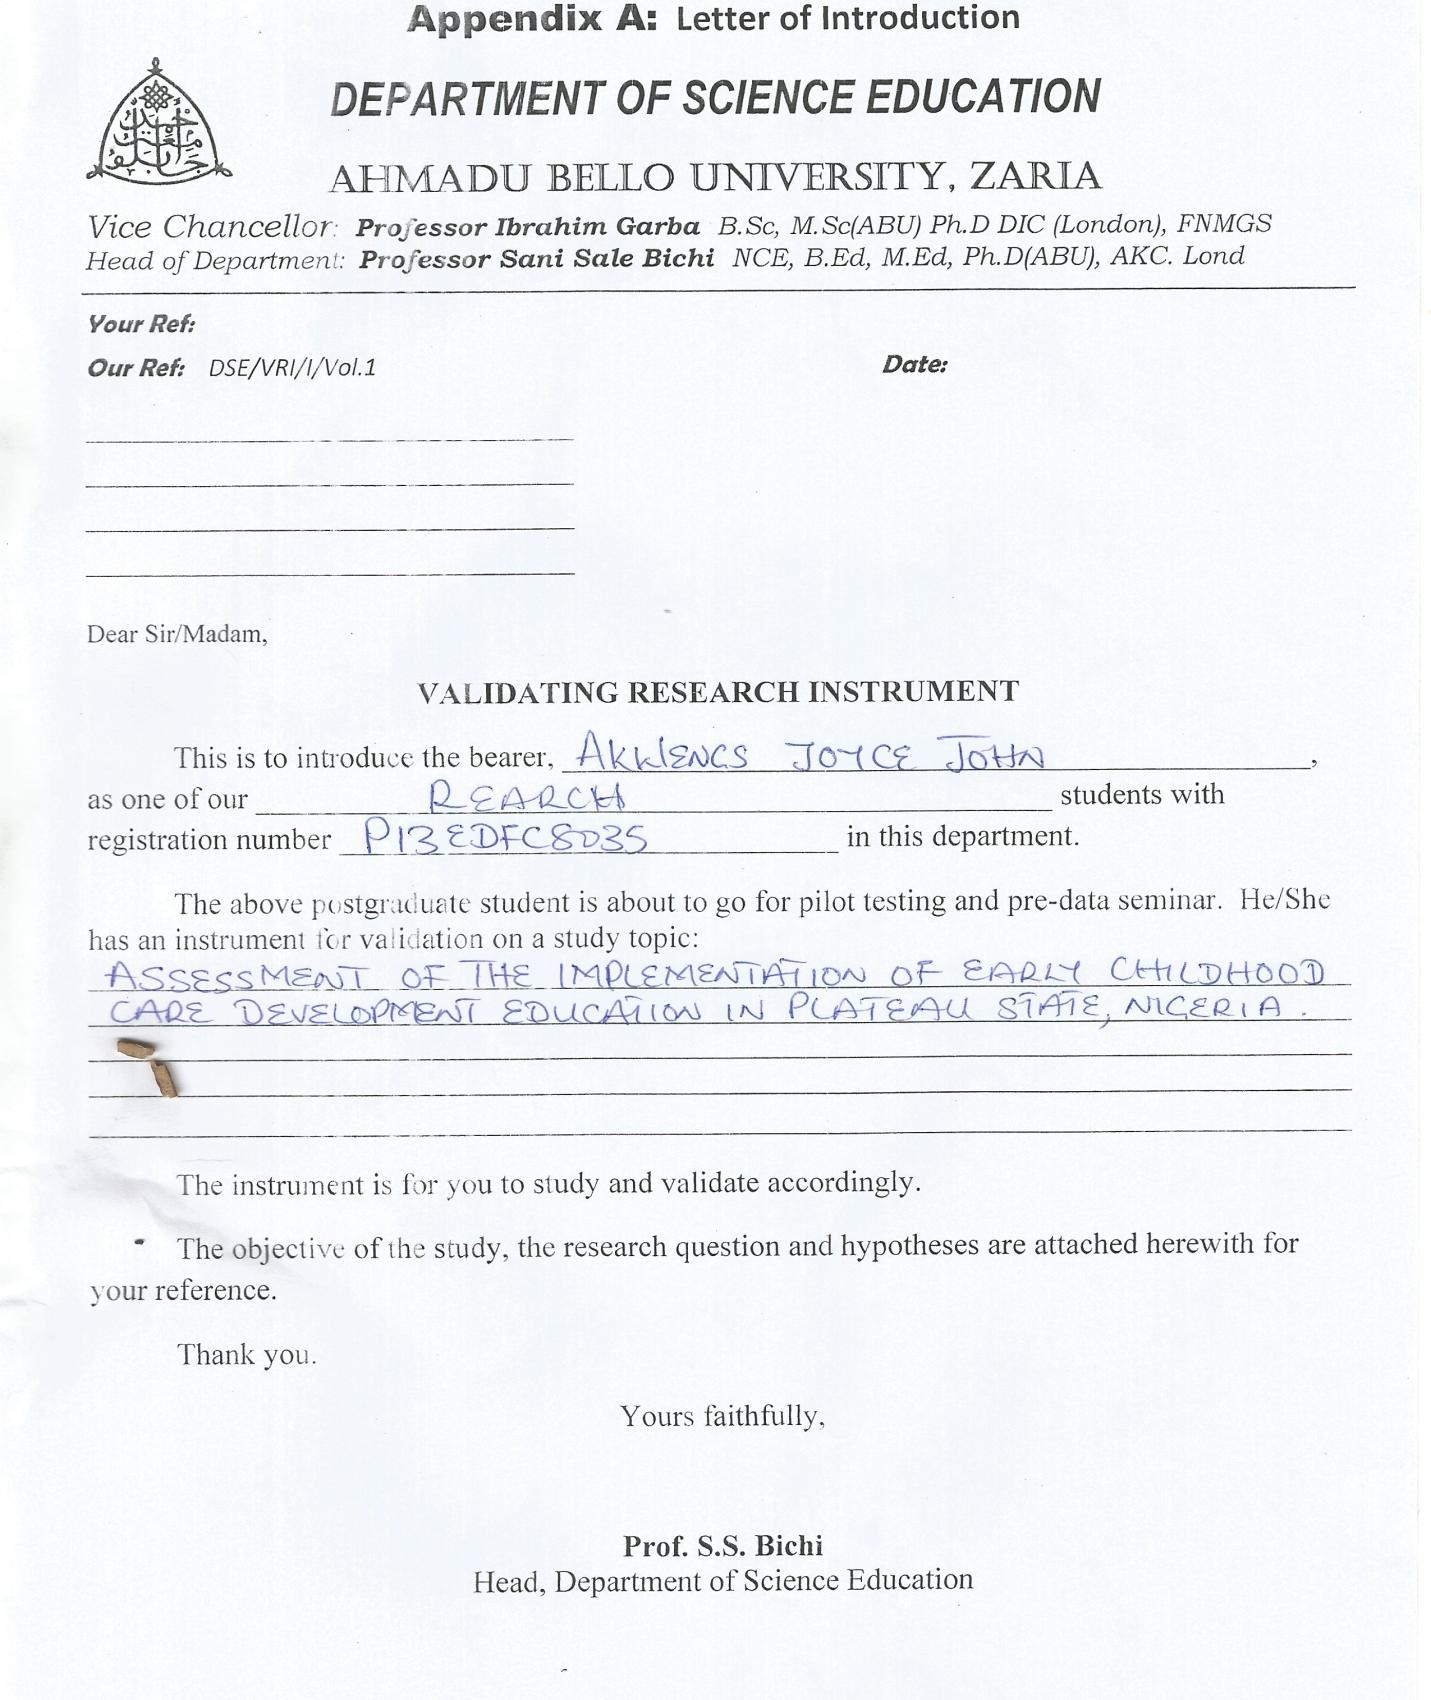 Appendix A: Letter of Introduction
DEPARTMENT OF SCIENCE EDUCATION
AHMADU BELLO UNIVERSITY, ZARIA
Vice Chancellor: Professor Ibrahim Garba B.Sc, M.Sc(ABU) Ph.D DIC (London), FNMGS
Head of Department: Professor Sani Sale Bichi NCE, B.Ed, M.Ed, Ph.D(ABU), AKC. Lond
Your Ref:
Our Ref: DSE/VRI/I/Vol.1 Date:
Dear Sir/Madam,
VALIDATING RESEARCH INSTRUMENT
This is to introduce the bearer, AKWENGS JOYCE JOHN,
as one of our REARCH students with
registration number P13EDFC8035 in this department.
The above postgraduate student is about to go for pilot testing and pre-data seminar. He/She
has an instrument for validation on a study topic:
ASSESSMENT OF THE IMPLEMENTATION OF EARLY CHILDHOOD
CARE DEVELOPMENT EDUCATION IN PLATEAU STATE, NIGERIA.
The instrument is for you to study and validate accordingly.
The objective of the study, the research question and hypotheses are attached herewith for
your reference.
Thank you.
Yours faithfully,
Prof. S.S. Bichi
Head, Department of Science Education